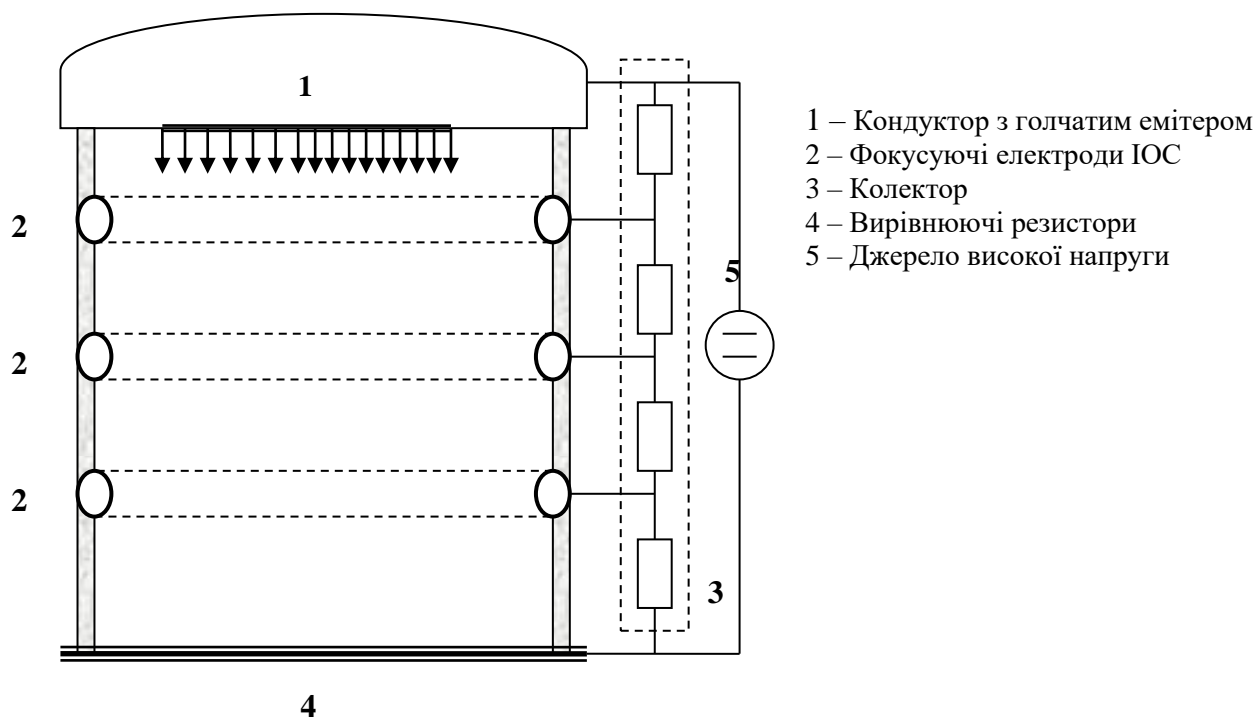 1
1 – Кондуктор з голчатим емітером
2 – Фокусуючі електроди ІОС
3 – Колектор
4 – Вирівнюючі резистори
5 – Джерело високої напруги
2
5
2
2
3
4